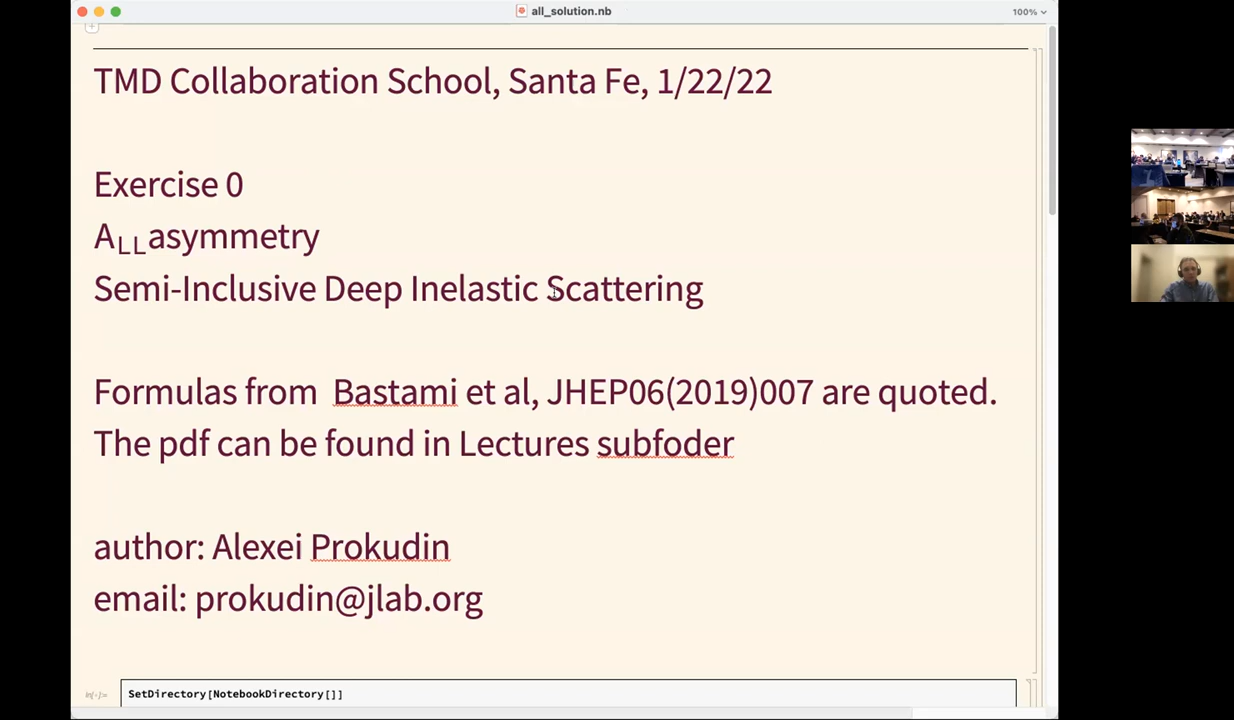 all_solution.nb
100%
TMD Collaboration School, Santa Fe, 1/22/22
Exercise 0
ALLasymmetry
Semi-Inclusive Deep Inelastic Scattering
Formulas from Bastami et al, JHEP06(2019)007 are quoted.
The pdf can be found in Lectures subfoder
author: Alexei Prokudin
email: prokudin@jlab.org
In[•]:= SetDirectory[NotebookDirectory[]]